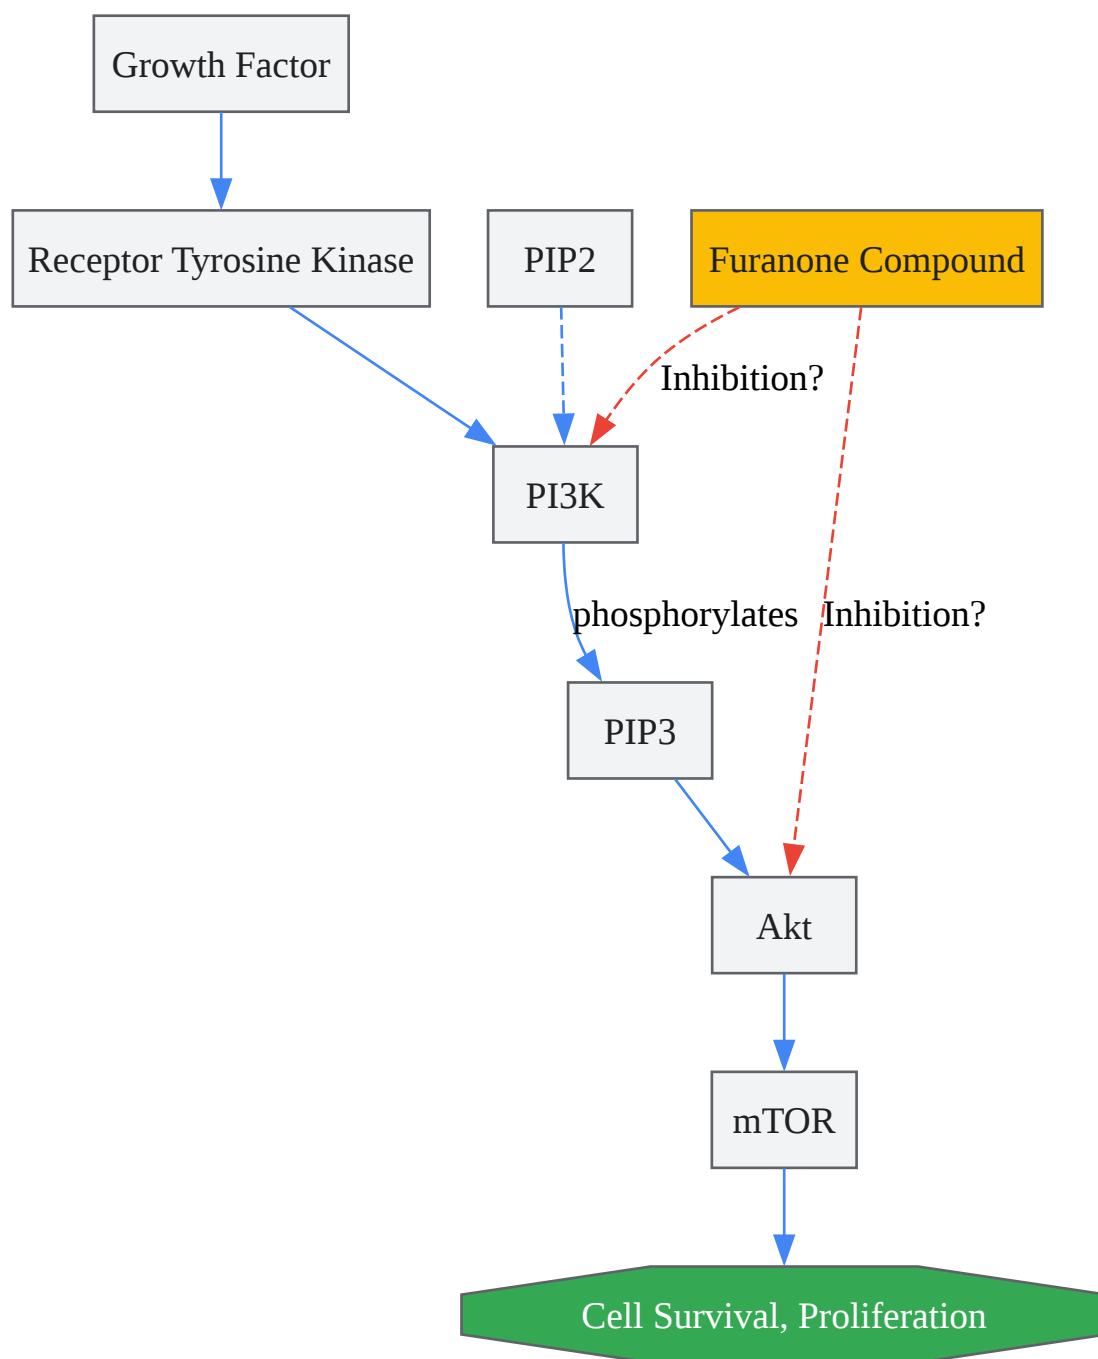 Growth Factor
Receptor Tyrosine Kinase
PIP2
Furanone Compound
Inhibition?
PI3K
phosphorylates
Inhibition?
PIP3
Akt
mTOR
Cell Survival, Proliferation